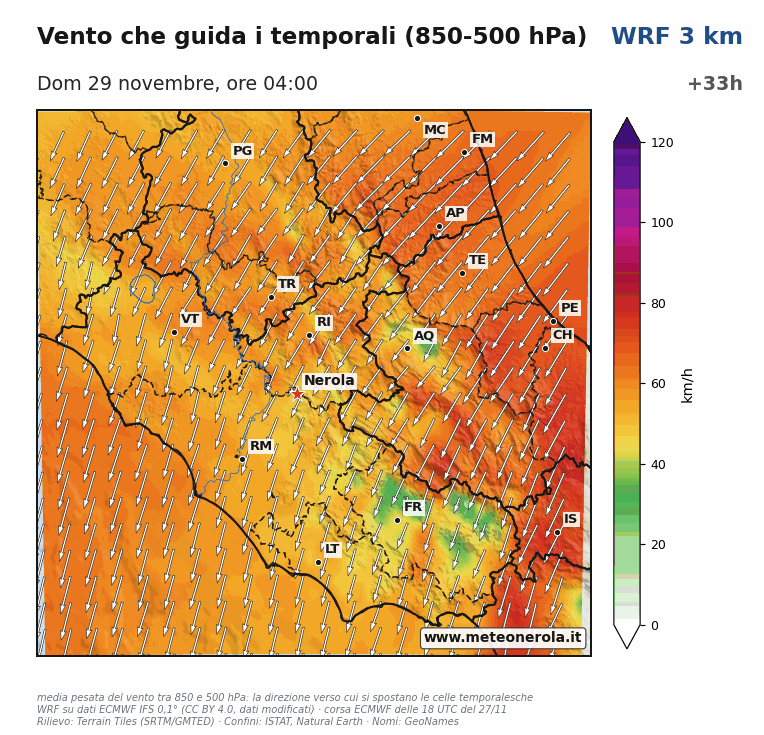 Vento che guida i temporali (850-500 hPa) WRF 3 km
Dom 29 novembre, ore 04:00 +33h
MC
FM
PG
AP
TE
TR
PE
VT
RI
AQ
CH
Nerola
RM
FR
IS
LT
www.meteonerola.it
120
100
80
60
40
20
0
km/h
media pesata del vento tra 850 e 500 hPa: la direzione verso cui si spostano le celle temporalesche
WRF su dati ECMWF IFS 0,1° (CC BY 4.0, dati modificati) · corsa ECMWF delle 18 UTC del 27/11
Rilievo: Terrain Tiles (SRTM/GMTED) · Confini: ISTAT, Natural Earth · Nomi: GeoNames